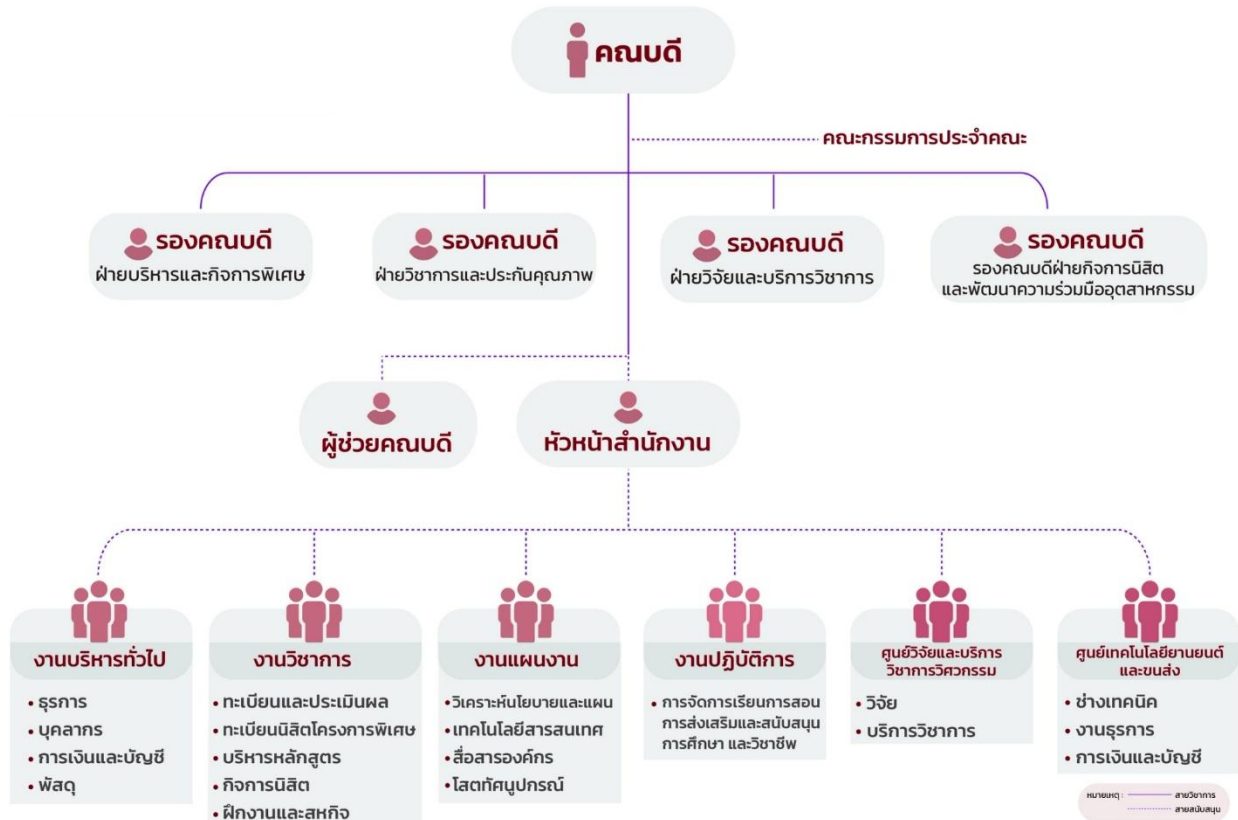 คณบดี
คณะกรรมการประจำคณะ
รองคณบดี
ฝ่ายบริหารและกิจการพิเศษ
รองคณบดี
ฝ่ายวิชาการและประกันคุณภาพ
รองคณบดี
ฝ่ายวิจัยและบริการวิชาการ
รองคณบดี
รองคณบดีฝ่ายกิจการนิสิต
และพัฒนาความร่วมมืออุตสาหกรรม
ผู้ช่วยคณบดี
หัวหน้าสำนักงาน
งานบริหารทั่วไป
• ธุรการ
• บุคลากร
• การเงินและบัญชี
• พัสดุ
งานวิชาการ
• ทะเบียนและประเมินผล
• ทะเบียนนิสิตโครงการพิเศษ
• บริหารหลักสูตร
• กิจการนิสิต
• ฝึกงานและสหกิจ
งานแผนงาน
• วิเคราะห์นโยบายและแผน
• เทคโนโลยีสารสนเทศ
• สื่อสารองค์กร
• โสตทัศนูปกรณ์
งานปฏิบัติการ
• การจัดการเรียนการสอน
การส่งเสริมและสนับสนุน
การศึกษา และวิชาชีพ
ศูนย์วิจัยและบริการ
วิชาการวิศวกรรม
• วิจัย
• บริการวิชาการ
ศูนย์เทคโนโลยียานยนต์
และขนส่ง
• ช่างเทคนิค
• งานธุรการ
• การเงินและบัญชี
หมายเหตุ : สายวิชาการ
สายสนับสนุน